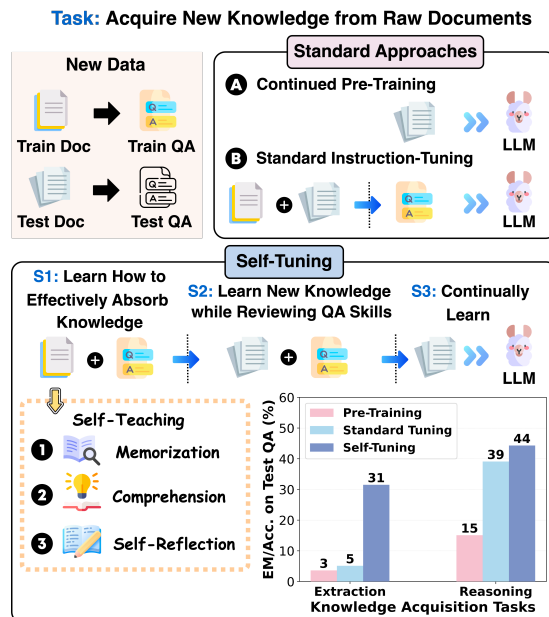 Task: Acquire New Knowledge from Raw Documents
New Data
Train Doc
Q
A
Train QA
Test Doc
Q
A
Test QA
Standard Approaches
A Continued Pre-Training
LLM
B Standard Instruction-Tuning
+
Q
A
LLM
Self-Tuning
S1: Learn How to
Effectively Absorb
Knowledge
S2: Learn New Knowledge
while Reviewing QA Skills
S3: Continually
Learn
+
Q
A
+
Q
A
LLM
Self-Teaching
1 Memorization
2 Comprehension
3 Self-Reflection
EM/Acc. on Test QA (%)
60
50
40
30
20
10
0
Pre-Training
Standard Tuning
Self-Tuning
3
5
31
15
39
44
Extraction
Reasoning
Knowledge Acquisition Tasks